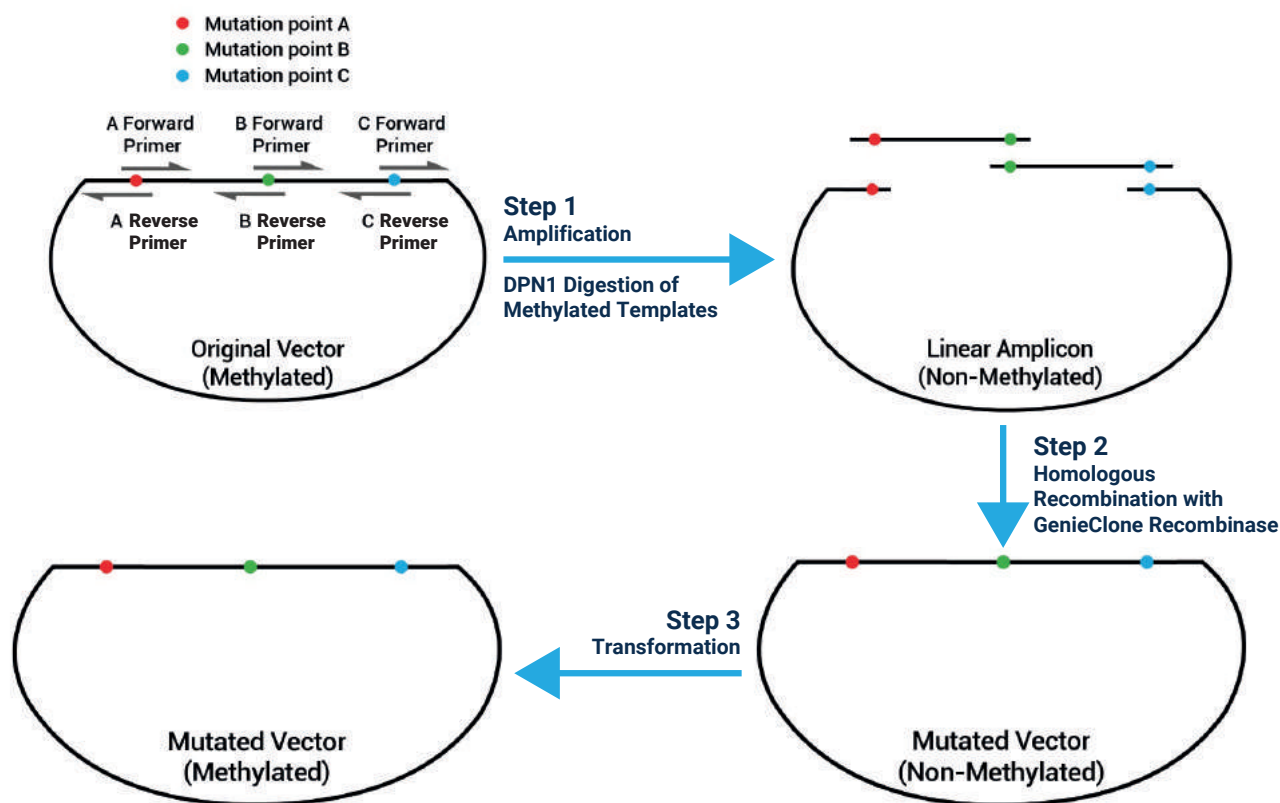 Mutation point A
Mutation point B
Mutation point C
A Forward
Primer
B Forward
Primer
C Forward
Primer
A Reverse
Primer
B Reverse
Primer
C Reverse
Primer
Original Vector
(Methylated)
Step 1
Amplification
DPN1 Digestion of
Methylated Templates
Linear Amplicon
(Non-Methylated)
Step 2
Homologous
Recombination with
GenieClone Recombinase
Mutated Vector
(Non-Methylated)
Step 3
Transformation
Mutated Vector
(Methylated)